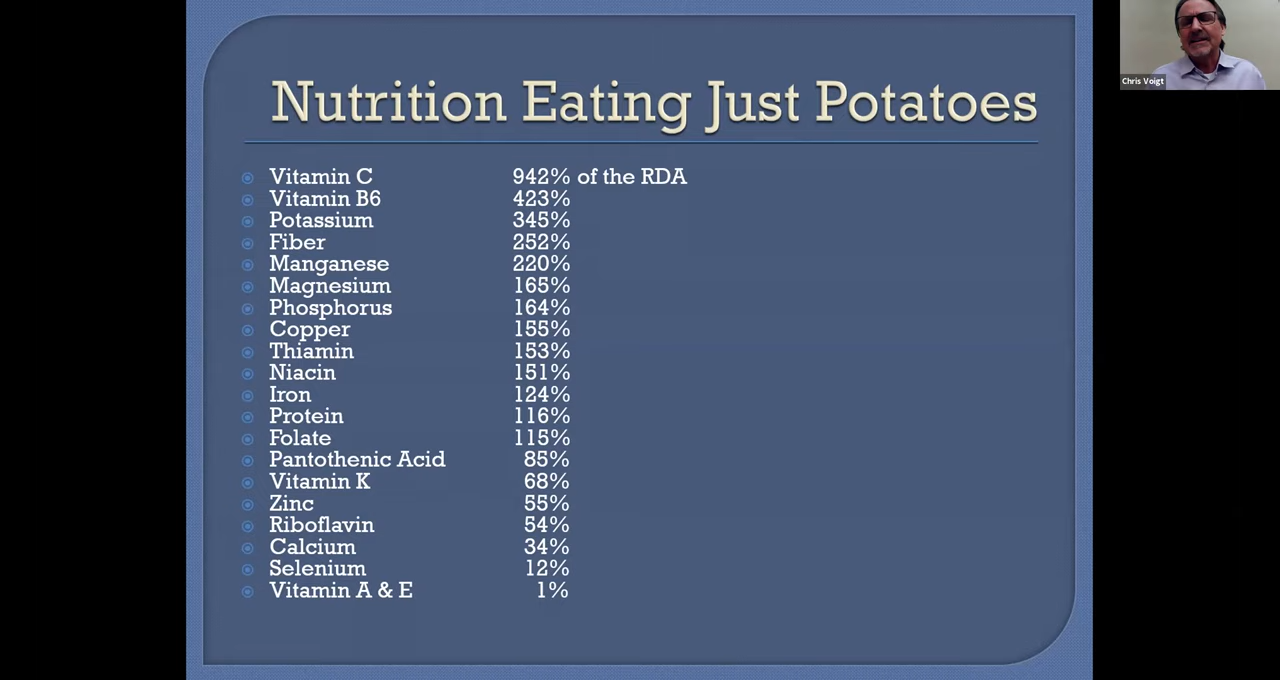 Nutrition Eating Just Potatoes
Vitamin C 942% of the RDA
Vitamin B6 423%
Potassium 345%
Fiber 252%
Manganese 220%
Magnesium 165%
Phosphorus 164%
Copper 155%
Thiamin 153%
Niacin 151%
Iron 124%
Protein 116%
Folate 115%
Pantothenic Acid 85%
Vitamin K 68%
Zinc 55%
Riboflavin 54%
Calcium 34%
Selenium 12%
Vitamin A & E 1%
Chris Voigt